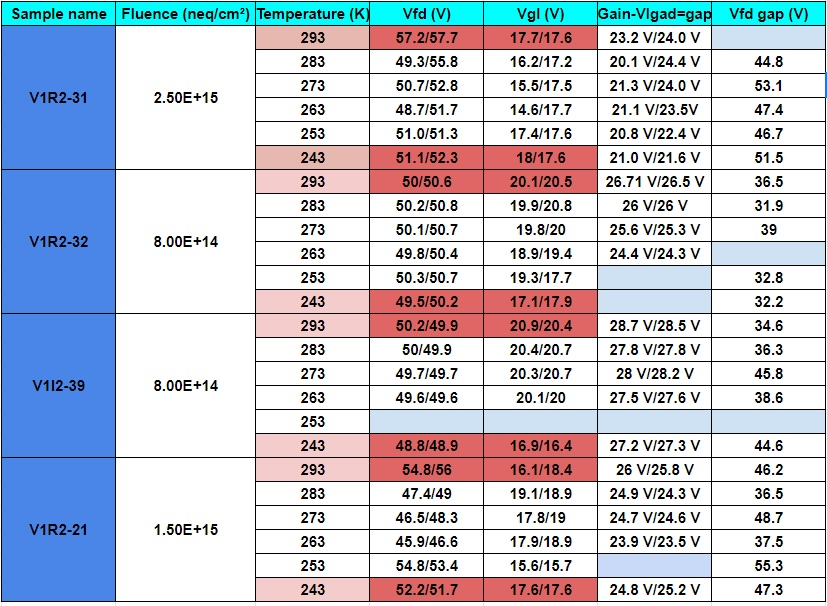 Sample name Fluence (neq/cm²) Temperature (K) Vfd (V) Vgl (V) Gain-VIgad=gap Vfd gap (V)
293 57.2/57.7 17.7/17.6 23.2 V/24.0 V
283 49.3/55.8 16.2/17.2 20.1 V/24.4 V 44.8
273 50.7/52.8 15.5/17.5 21.3 V/24.0 V 53.1
V1R2-31 2.50E+15
263 48.7/51.7 14.6/17.7 21.1 V/23.5V 47.4
253 51.0/51.3 17.4/17.6 20.8 V/22.4 V 46.7
243 51.1/52.3 18/17.6 21.0 V/21.6 V 51.5
293 50/50.6 20.1/20.5 26.71 V/26.5 V 36.5
283 50.2/50.8 19.9/20.8 26 V/26 V 31.9
273 50.1/50.7 19.8/20 25.6 V/25.3 V 39
V1R2-32 8.00E+14
263 49.8/50.4 18.9/19.4 24.4 V/24.3 V
253 50.3/50.7 19.3/17.7 32.8
243 49.5/50.2 17.1/17.9 32.2
293 50.2/49.9 20.9/20.4 28.7 V/28.5 V 34.6
283 50/49.9 20.4/20.7 27.8 V/27.8 V 36.3
273 49.7/49.7 20.3/20.7 28 V/28.2 V 45.8
V1I2-39 8.00E+14
263 49.6/49.6 20.1/20 27.5 V/27.6 V 38.6
253
243 48.8/48.9 16.9/16.4 27.2 V/27.3 V 44.6
293 54.8/56 16.1/18.4 26 V/25.8 V 46.2
283 47.4/49 19.1/18.9 24.9 V/24.3 V 36.5
273 46.5/48.3 17.8/19 24.7 V/24.6 V 48.7
V1R2-21 1.50E+15
263 45.9/46.6 17.9/18.9 23.9 V/23.5 V 37.5
253 54.8/53.4 15.6/15.7 55.3
243 52.2/51.7 17.6/17.6 24.8 V/25.2 V 47.3